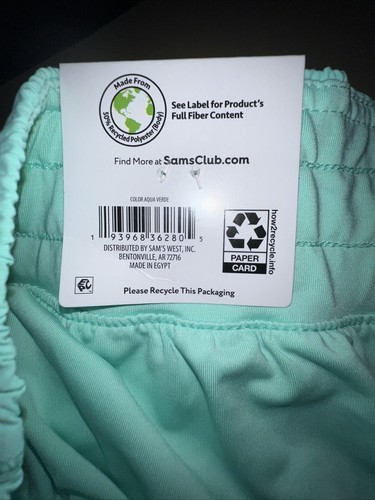 Made From
50% Recycled Polyester (Body)
See Label for Product's
Full Fiber Content
Find More at SamsClub.com
COLOR AQUA VERDE
1 93968 36280 5
DISTRIBUTED BY SAM'S WEST, INC.
BENTONVILLE, AR 72716
MADE IN EGYPT
PAPER
CARD
how2recycle.info
Please Recycle This Packaging